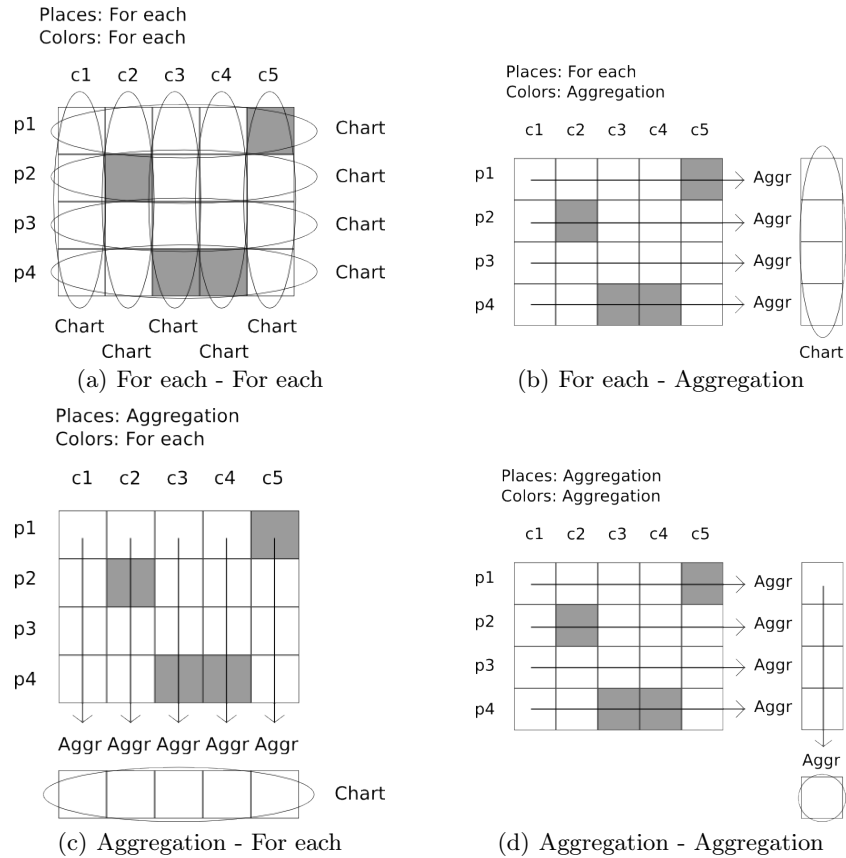 Places: For each
Colors: For each
c1 c2 c3 c4 c5
p1 Chart
p2 Chart
p3 Chart
p4 Chart
Chart Chart Chart
Chart Chart
(a) For each - For each
Places: For each
Colors: Aggregation
c1 c2 c3 c4 c5
p1 Aggr
p2 Aggr
p3 Aggr
p4 Aggr
Chart
(b) For each - Aggregation
Places: Aggregation
Colors: For each
c1 c2 c3 c4 c5
p1
p2
p3
p4
Aggr Aggr Aggr Aggr Aggr
Chart
(c) Aggregation - For each
Places: Aggregation
Colors: Aggregation
c1 c2 c3 c4 c5
p1 Aggr
p2 Aggr
p3 Aggr
p4 Aggr
Aggr
(d) Aggregation - Aggregation